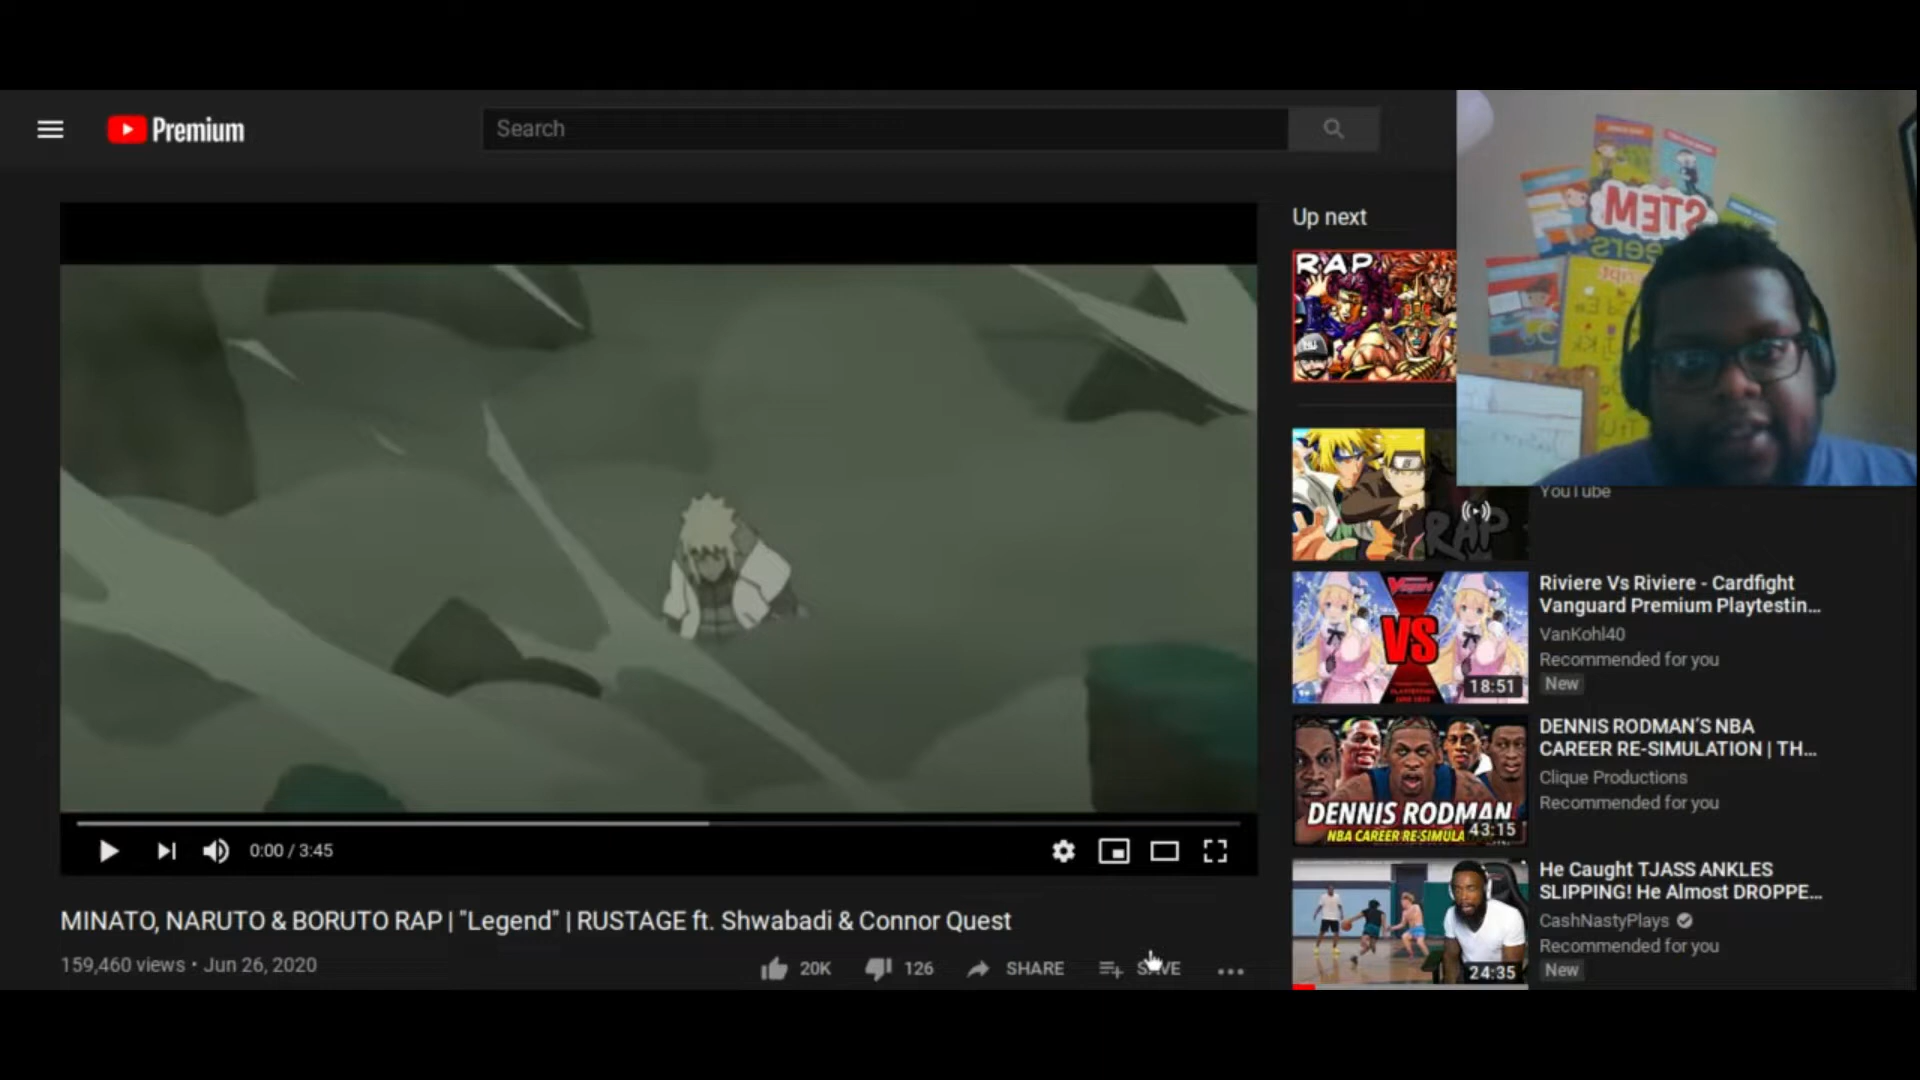 Premium
Search
STEM
Up next
RAP
RAP
YouTube
VS
18:51
Riviere Vs Riviere - Cardfight
Vanguard Premium Playtestin...
VanKohl40
Recommended for you
New
DENNIS RODMAN
NBA CAREER RE-SIMULA
43:15
DENNIS RODMAN'S NBA
CAREER RE-SIMULATION | TH...
Clique Productions
Recommended for you
24:35
He Caught TJASS ANKLES
SLIPPING! He Almost DROPPE...
CashNastyPlays
Recommended for you
New
0:00 / 3:45
MINATO, NARUTO & BORUTO RAP | "Legend" | RUSTAGE ft. Shwabadi & Connor Quest
159,460 views • Jun 26, 2020
20K
126
SHARE
SAVE